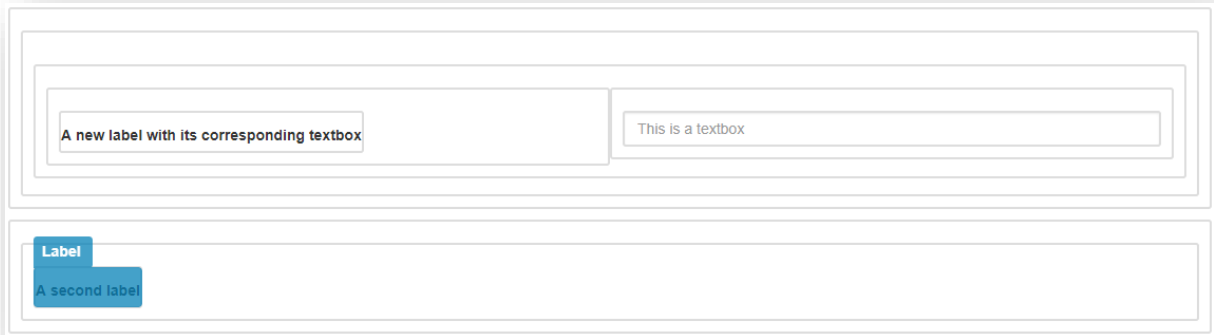 A new label with its corresponding textbox
This is a textbox
Label
A second label